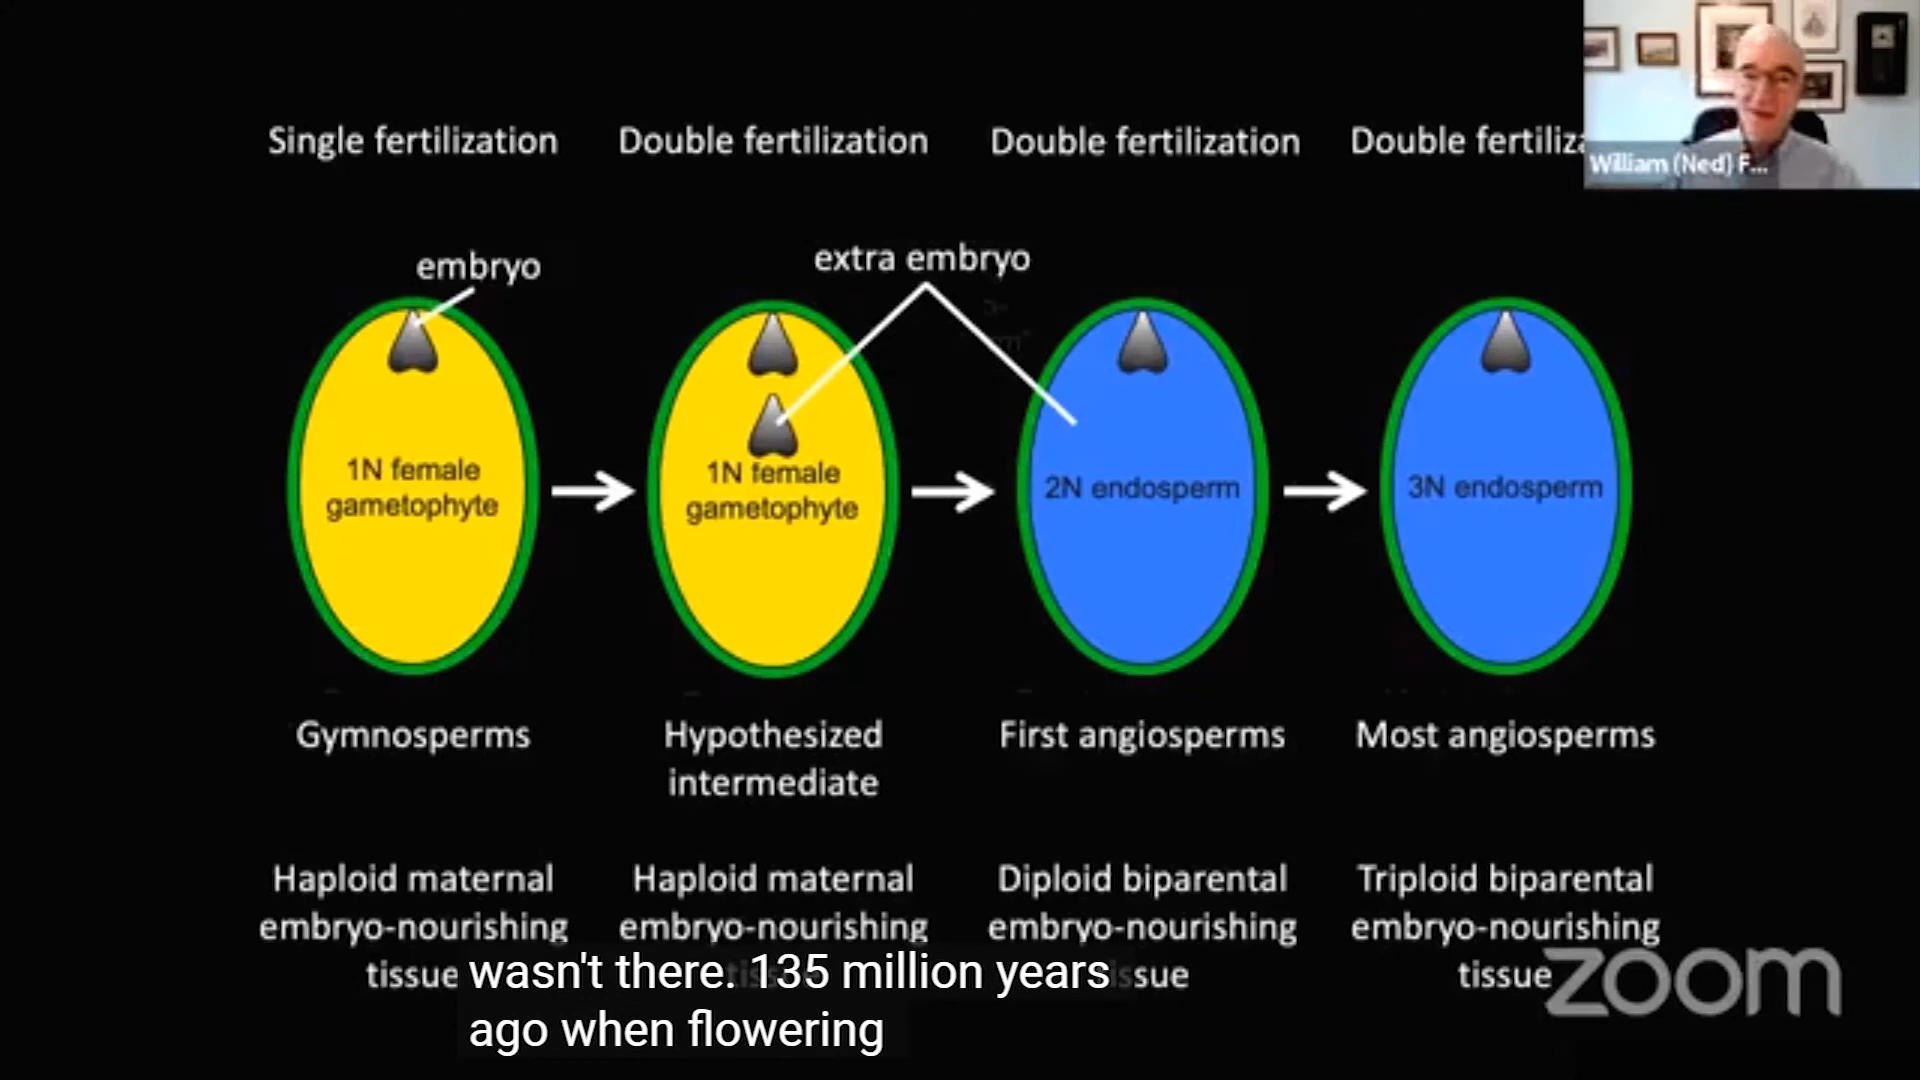 Single fertilization
Double fertilization
Double fertilization
Double fertiliza
William (Ned) F...
embryo
extra embryo
1N female
gametophyte
1N female
gametophyte
2N endosperm
3N endosperm
Gymnosperms
Hypothesized
intermediate
First angiosperms
Most angiosperms
Haploid maternal
embryo-nourishing
tissue
Haploid maternal
embryo-nourishing
Diploid biparental
embryo-nourishing
ssue
Triploid biparental
embryo-nourishing
tissue
wasn't there. 135 million years
ago when flowering
zoom